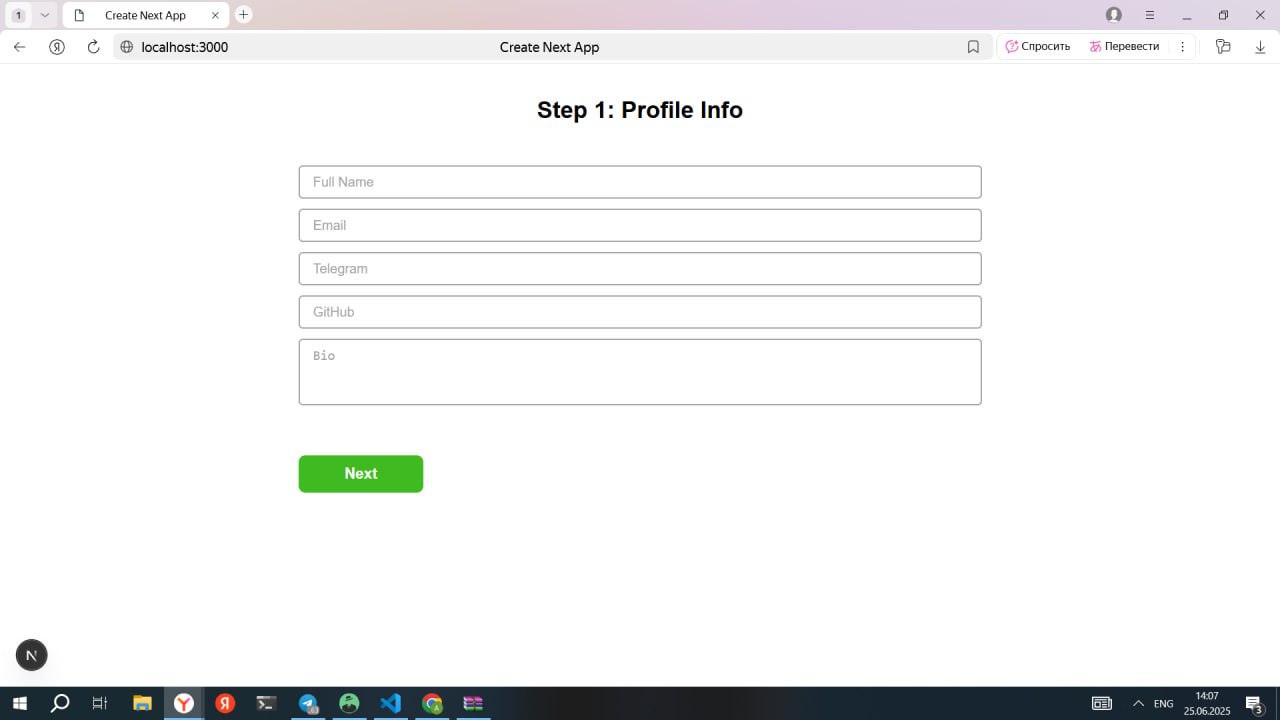 1
Create Next App
Я
localhost:3000
Create Next App
Спросить
Перевести
Step 1: Profile Info
Full Name
Email
Telegram
GitHub
Bio
Next
N
Y
Я
A
ENG
14:07
25.06.2025
3